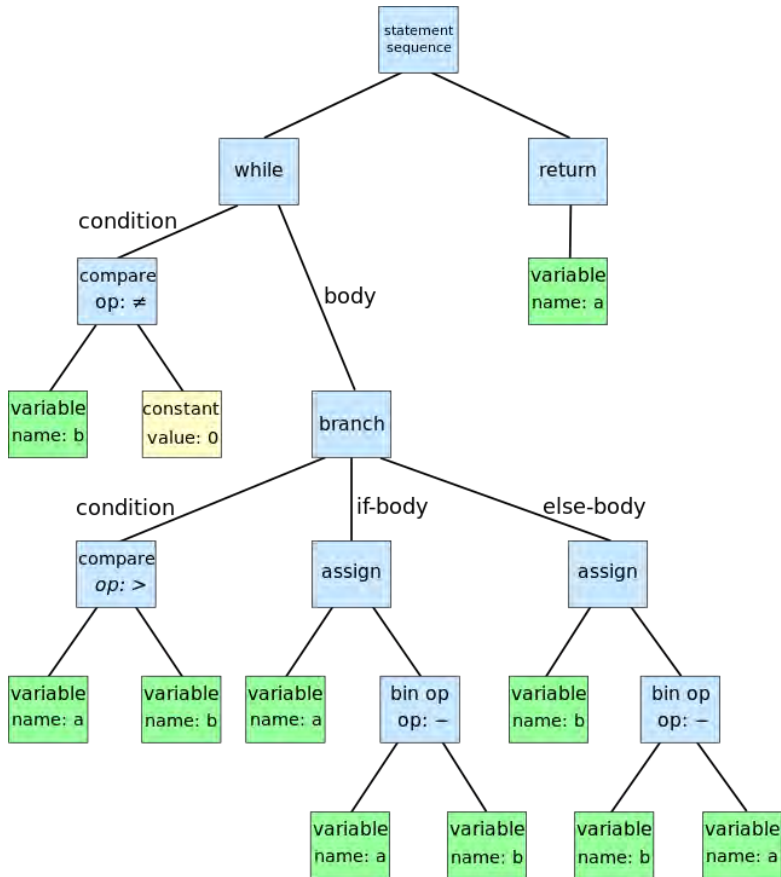 statement
sequence
while
return
condition
body
compare
op: ≠
variable
name: a
variable
name: b
constant
value: 0
branch
condition
if-body
else-body
compare
op: >
assign
assign
variable
name: a
variable
name: b
variable
name: a
bin op
op: −
variable
name: b
bin op
op: −
variable
name: a
variable
name: b
variable
name: b
variable
name: a